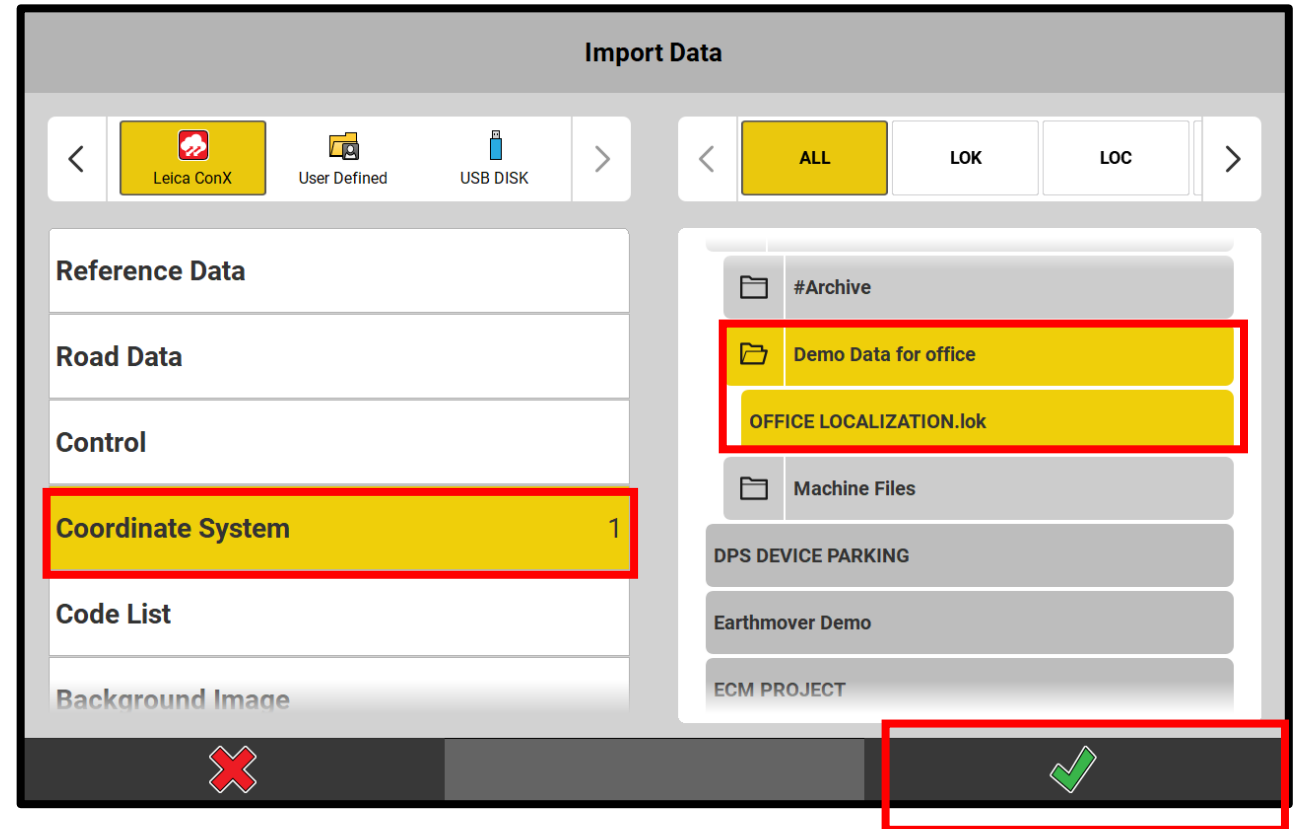 Import Data
Leica ConX
User Defined
USB DISK
ALL
LOK
LOC
Reference Data
Road Data
Control
Coordinate System 1
Code List
Background Image
#Archive
Demo Data for office
OFFICE LOCALIZATION.lok
Machine Files
DPS DEVICE PARKING
Earthmover Demo
ECM PROJECT